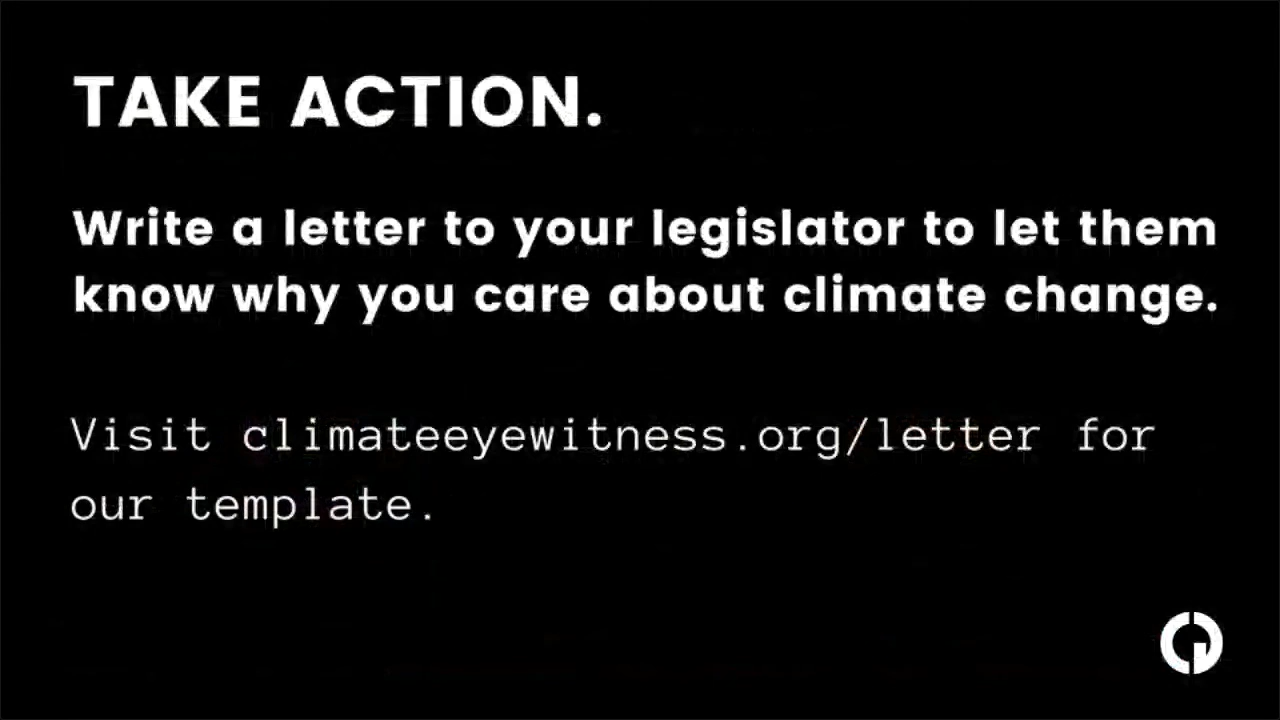 TAKE ACTION.
Write a letter to your legislator to let them
know why you care about climate change.
Visit climateeyewitness.org/letter for
our template.